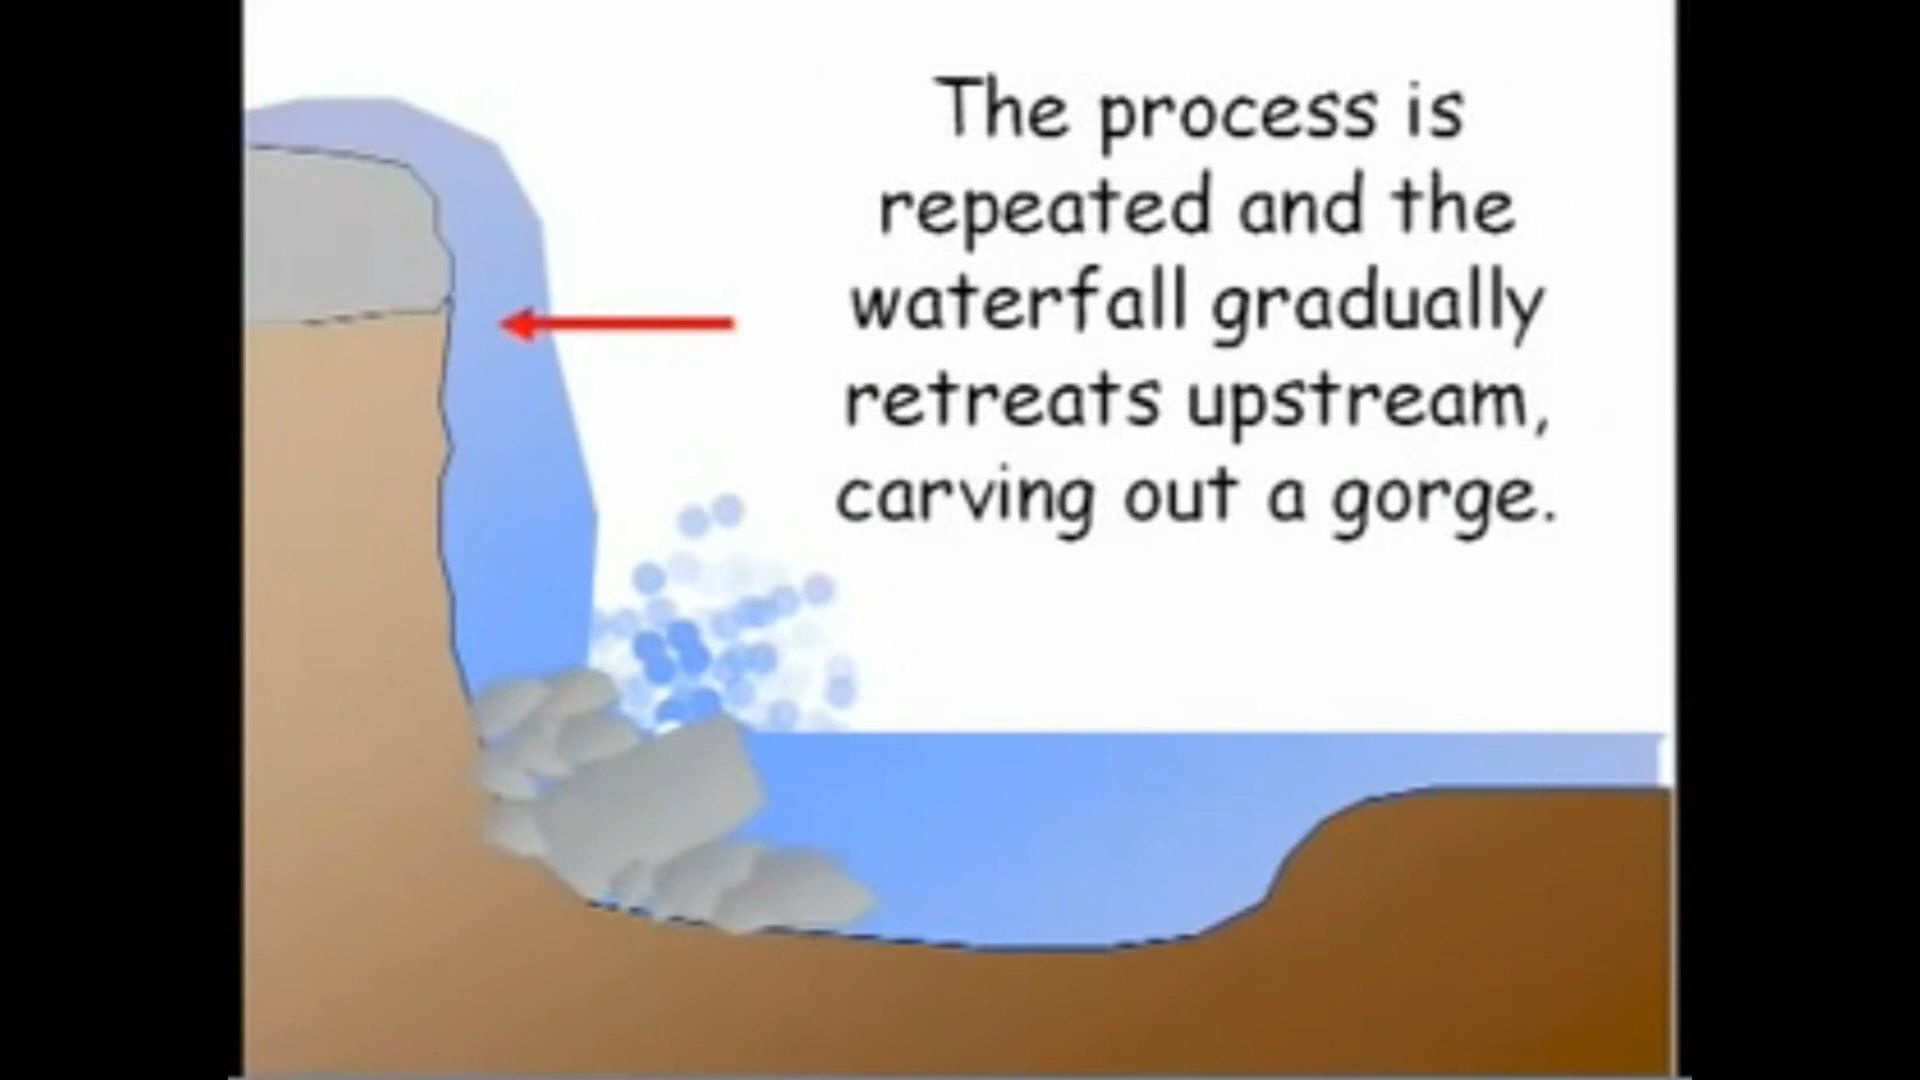 The process is
repeated and the
waterfall gradually
retreats upstream,
carving out a gorge.